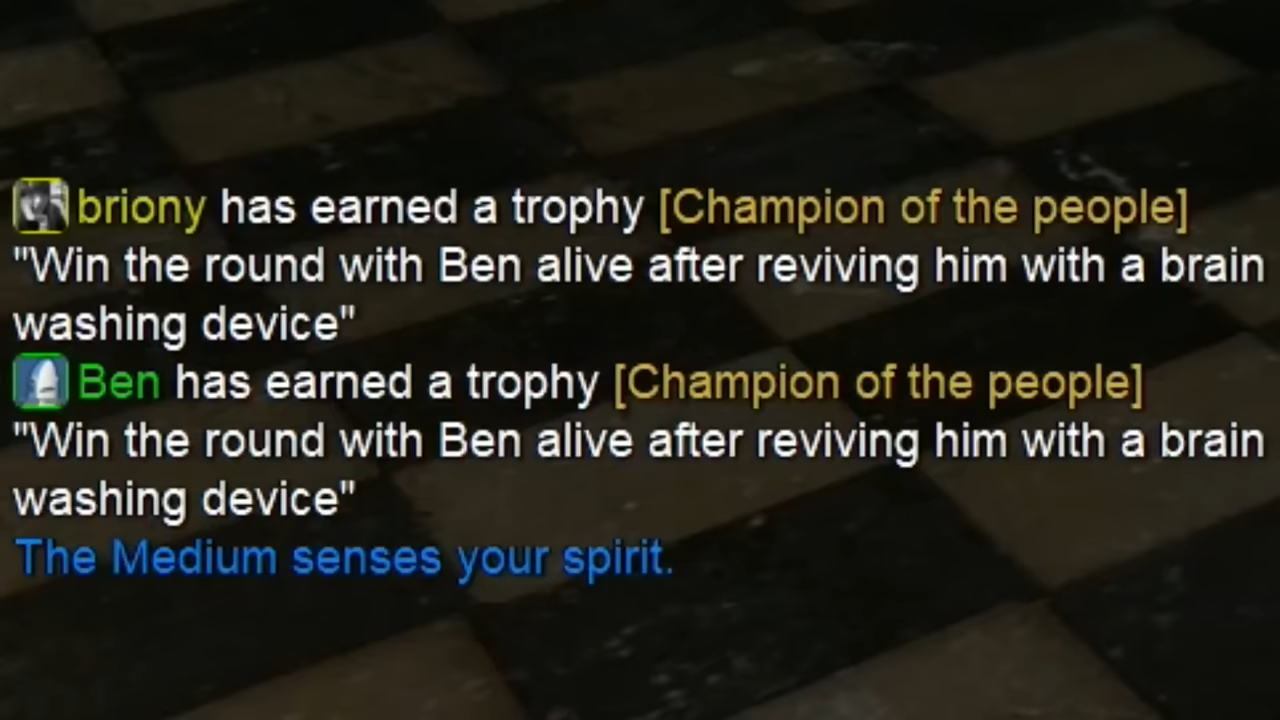 briony has earned a trophy [Champion of the people]
"Win the round with Ben alive after reviving him with a brain
washing device"
Ben has earned a trophy [Champion of the people]
"Win the round with Ben alive after reviving him with a brain
washing device"
The Medium senses your spirit.